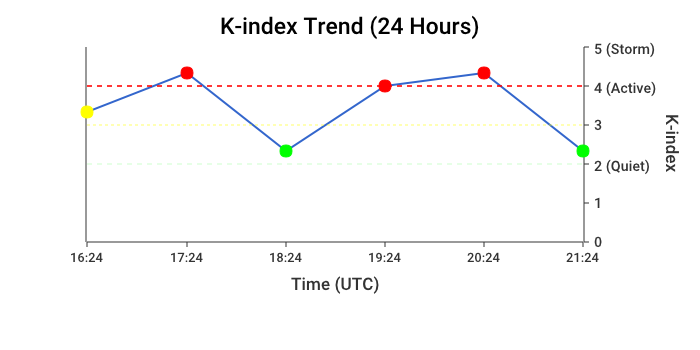 K-index Trend (24 Hours)
5 (Storm)
4 (Active)
3
2 (Quiet)
1
0
K-index
16:24 17:24 18:24 19:24 20:24 21:24
Time (UTC)